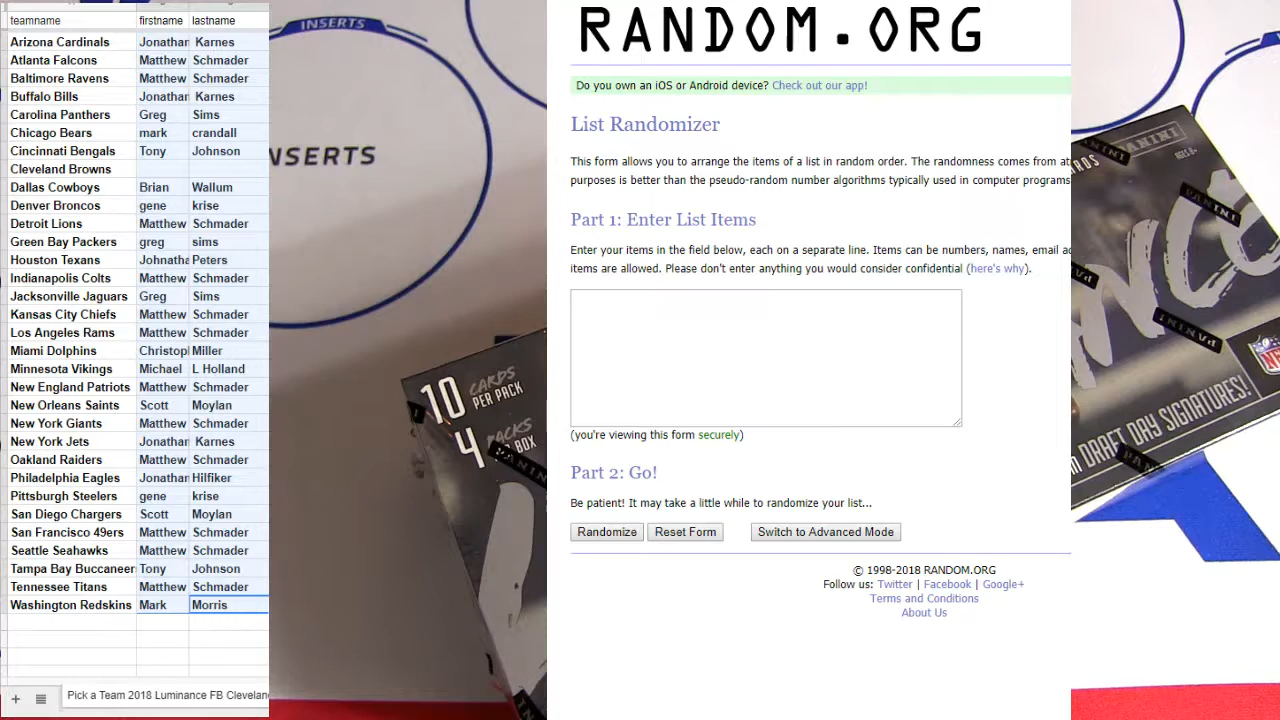 teamname firstname lastname
Arizona Cardinals Jonathan Karnes
Atlanta Falcons Matthew Schmader
Baltimore Ravens Matthew Schmader
Buffalo Bills Jonathan Karnes
Carolina Panthers Greg Sims
Chicago Bears mark crandall
Cincinnati Bengals Tony Johnson
Cleveland Browns
Dallas Cowboys Brian Wallum
Denver Broncos gene krise
Detroit Lions Matthew Schmader
Green Bay Packers greg sims
Houston Texans Johnatha Peters
Indianapolis Colts Matthew Schmader
Jacksonville Jaguars Greg Sims
Kansas City Chiefs Matthew Schmader
Los Angeles Rams Matthew Schmader
Miami Dolphins Christoph Miller
Minnesota Vikings Michael L Holland
New England Patriots Matthew Schmader
New Orleans Saints Scott Moylan
New York Giants Matthew Schmader
New York Jets Jonathan Karnes
Oakland Raiders Matthew Schmader
Philadelphia Eagles Jonathan Hilfiker
Pittsburgh Steelers gene krise
San Diego Chargers Scott Moylan
San Francisco 49ers Matthew Schmader
Seattle Seahawks Matthew Schmader
Tampa Bay Buccaneers Tony Johnson
Tennessee Titans Matthew Schmader
Washington Redskins Mark Morris
Pick a Team 2018 Luminance FB Cleveland
INSERTS
INSERTS
10 CARDS PER PACK
4 PACKS PER BOX
PANINI
RANDOM.ORG
Do you own an iOS or Android device? Check out our app!
List Randomizer
This form allows you to arrange the items of a list in random order. The randomness comes from
purposes is better than the pseudo-random number algorithms typically used in computer programs
Part 1: Enter List Items
Enter your items in the field below, each on a separate line. Items can be numbers, names, email
items are allowed. Please don't enter anything you would consider confidential (here's why).
(you're viewing this form securely)
Part 2: Go!
Be patient! It may take a little while to randomize your list...
Randomize Reset Form Switch to Advanced Mode
© 1998-2018 RANDOM.ORG
Follow us: Twitter | Facebook | Google+
Terms and Conditions
About Us
PANINI
AGES 8+
PANINI
PANINI
NFL
DRAFT DAY SIGNATURES!